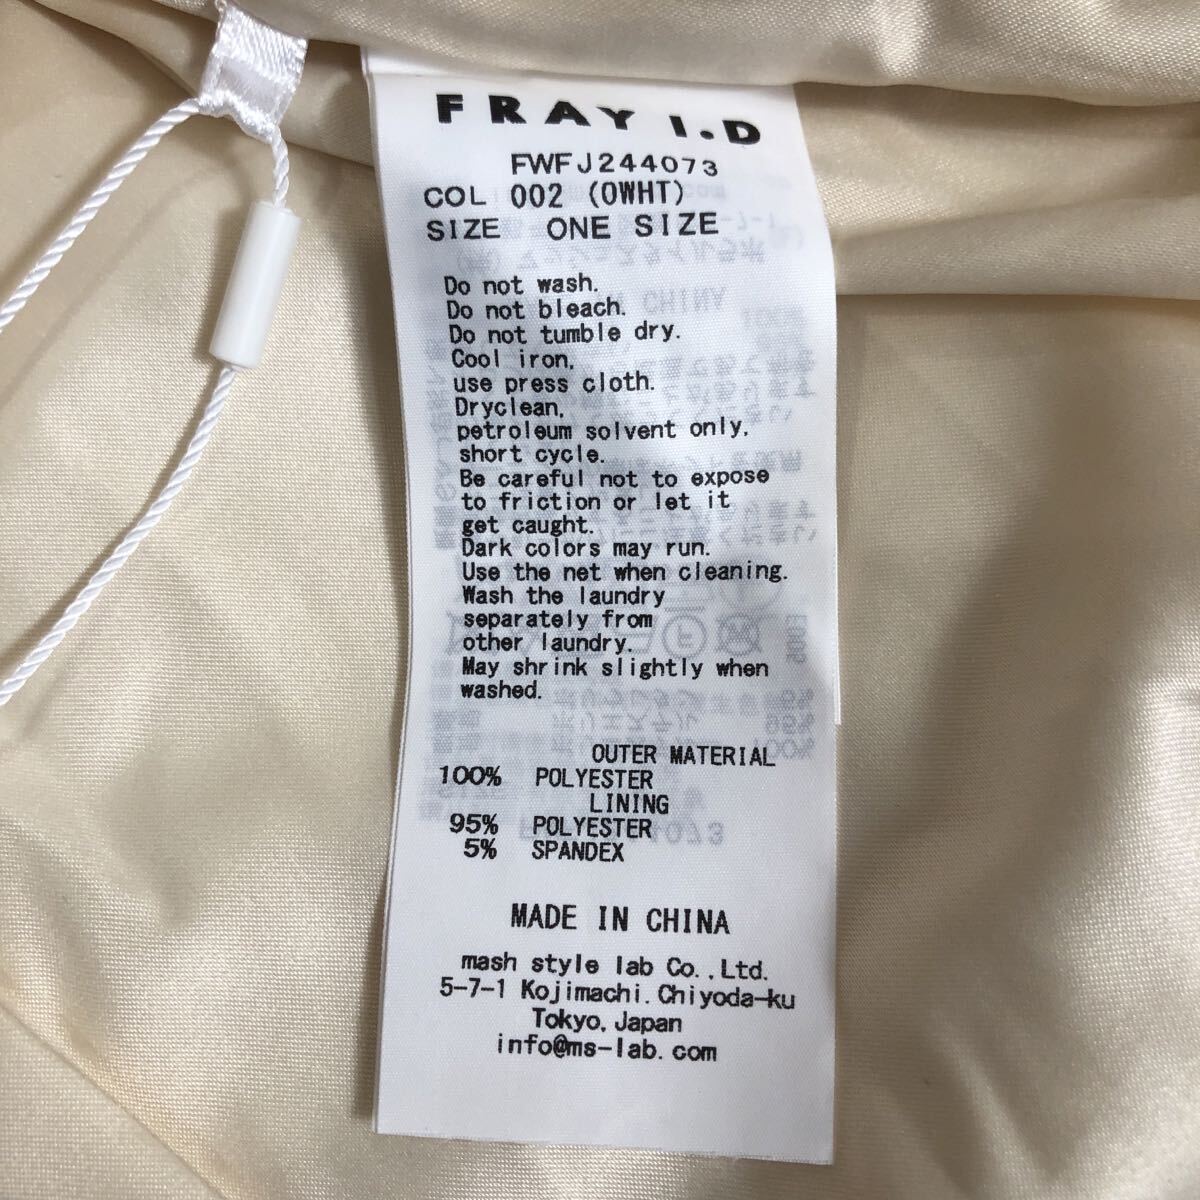 FRAY I.D
FWFJ244073
COL 002 (OWHT)
SIZE ONE SIZE
Do not wash.
Do not bleach.
Do not tumble dry.
Cool iron,
use press cloth.
Dryclean,
petroleum solvent only,
short cycle.
Be careful not to expose
to friction or let it
get caught.
Dark colors may run.
Use the net when cleaning.
Wash the laundry
separately from
other laundry.
May shrink slightly when
washed.
OUTER MATERIAL
100% POLYESTER
LINING
95% POLYESTER
5% SPANDEX
MADE IN CHINA
mash style lab Co.,Ltd.
5-7-1 Kojimachi.Chiyoda-ku
Tokyo, Japan
info@ms-lab.com